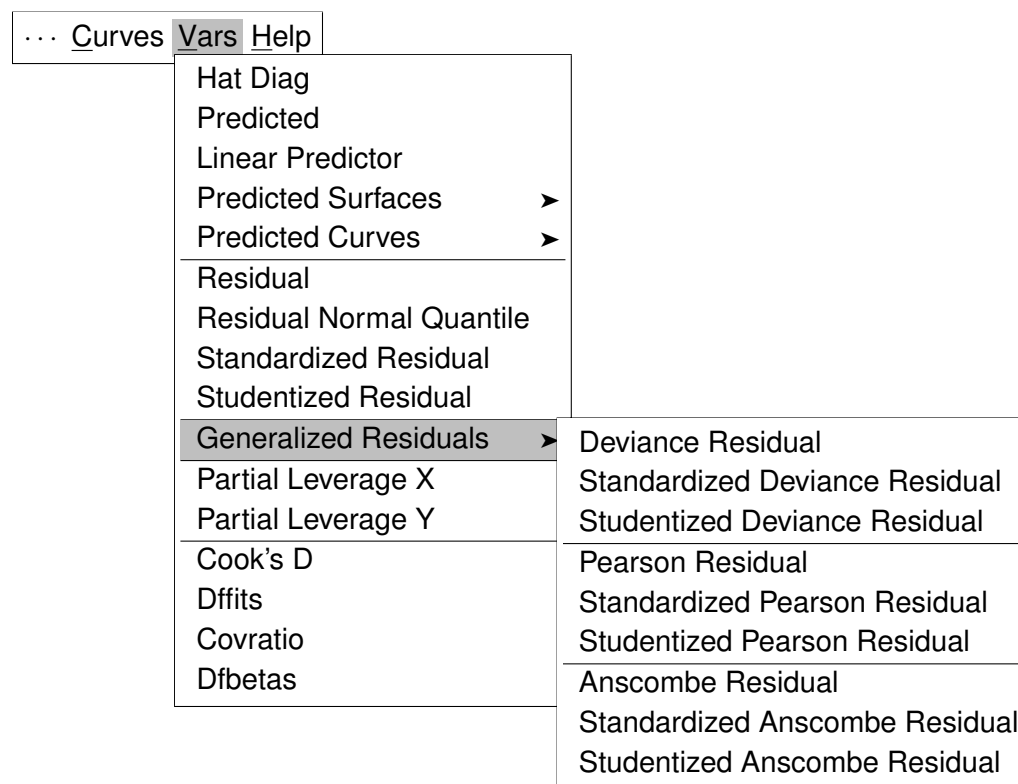 ... Curves Vars Help
Hat Diag
Predicted
Linear Predictor
Predicted Surfaces ➤
Predicted Curves ➤
Residual
Residual Normal Quantile
Standardized Residual
Studentized Residual
Generalized Residuals ➤
Partial Leverage X
Partial Leverage Y
Cook's D
Dffits
Covratio
Dfbetas
Deviance Residual
Standardized Deviance Residual
Studentized Deviance Residual
Pearson Residual
Standardized Pearson Residual
Studentized Pearson Residual
Anscombe Residual
Standardized Anscombe Residual
Studentized Anscombe Residual